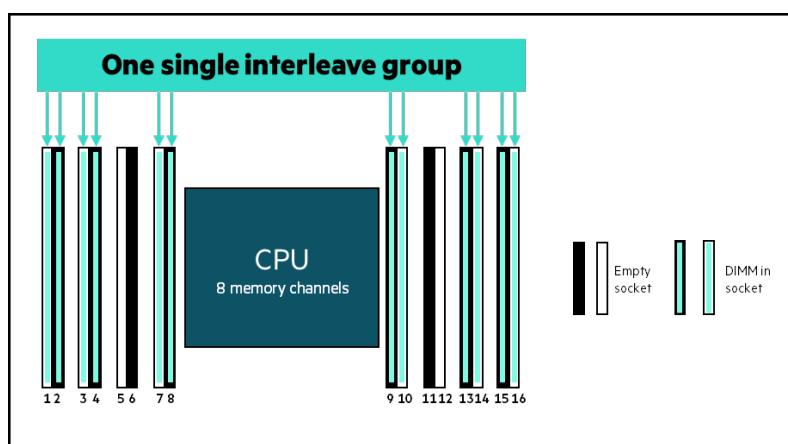 One single interleave group
CPU
8 memory channels
Empty
socket
DIMM in
socket
1 2 3 4 5 6 7 8 9 10 11 12 13 14 15 16